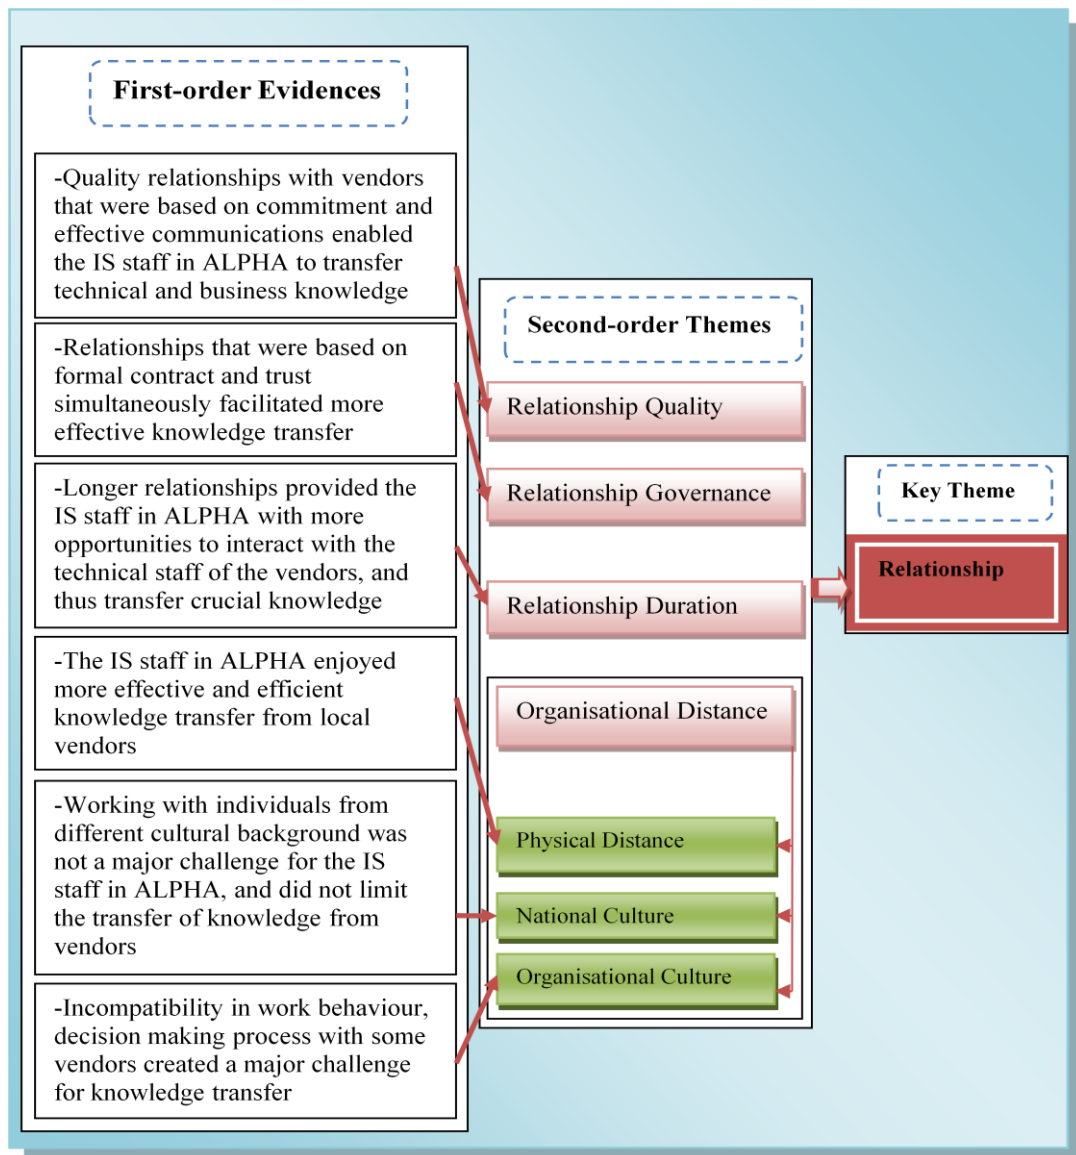 First-order Evidences
-Quality relationships with vendors
that were based on commitment and
effective communications enabled
the IS staff in ALPHA to transfer
technical and business knowledge
-Relationships that were based on
formal contract and trust
simultaneously facilitated more
effective knowledge transfer
-Longer relationships provided the
IS staff in ALPHA with more
opportunities to interact with the
technical staff of the vendors, and
thus transfer crucial knowledge
-The IS staff in ALPHA enjoyed
more effective and efficient
knowledge transfer from local
vendors
-Working with individuals from
different cultural background was
not a major challenge for the IS
staff in ALPHA, and did not limit
the transfer of knowledge from
vendors
-Incompatibility in work behaviour,
decision making process with some
vendors created a major challenge
for knowledge transfer
Second-order Themes
Relationship Quality
Relationship Governance
Relationship Duration
Organisational Distance
Physical Distance
National Culture
Organisational Culture
Key Theme
Relationship